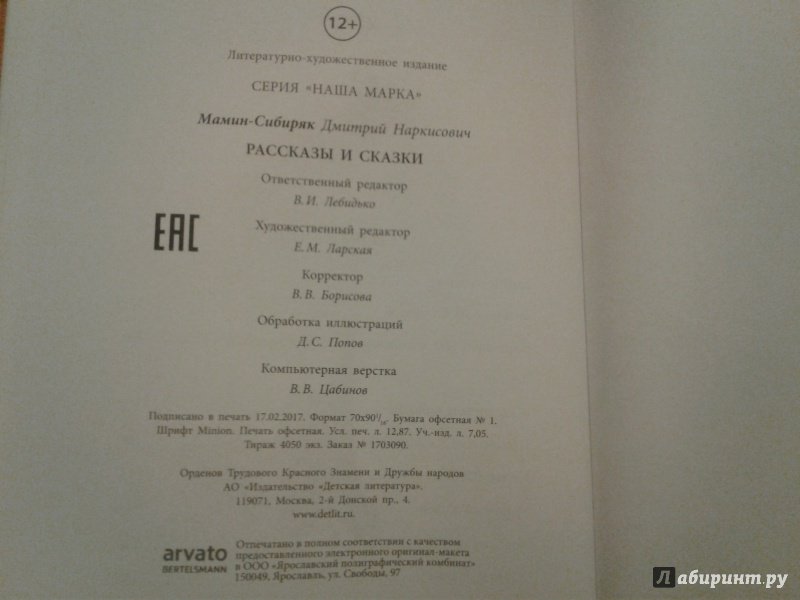 12+
Литературно-художественное издание
СЕРИЯ «НАША МАРКА»
Мамин-Сибиряк Дмитрий Наркисович
РАССКАЗЫ И СКАЗКИ
Ответственный редактор
В. И. Лебидько
Художественный редактор
Е. М. Ларская
EAC
Корректор
В. В. Борисова
Обработка иллюстраций
Д. С. Попов
Компьютерная верстка
В. В. Цабинов
Подписано в печать 17.02.2017. Формат 70х90 1/16. Бумага офсетная № 1.
Шрифт Minion. Печать офсетная. Усл. печ. л. 12,87. Уч.-изд. л. 7,05.
Тираж 4050 экз. Заказ № 1703090.
Орденов Трудового Красного Знамени и Дружбы народов
АО «Издательство «Детская литература».
119071, Москва, 2-й Донской пр., 4.
www.detlit.ru.
arvato
BERTELSMANN
Отпечатано в полном соответствии с качеством
предоставленного электронного оригинал-макета
в ООО «Ярославский полиграфический комбинат»
150049, Ярославль, ул. Свободы, 97
Лабиринт.ру